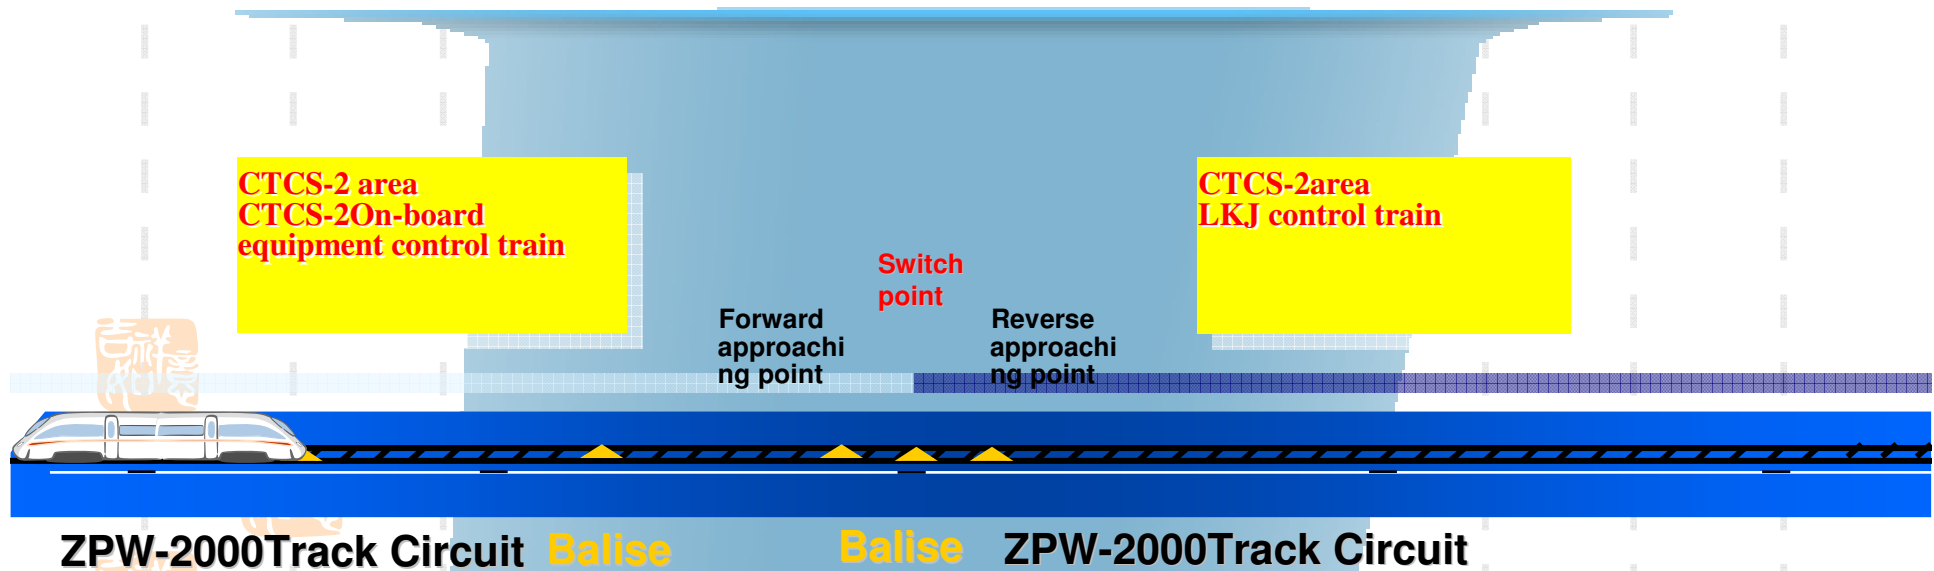 CTCS-2 area
CTCS-2On-board
equipment control train
CTCS-2area
LKJ control train
Switch
point
Forward
approachi
ng point
Reverse
approachi
ng point
ZPW-2000Track Circuit
Balise
Balise
ZPW-2000Track Circuit